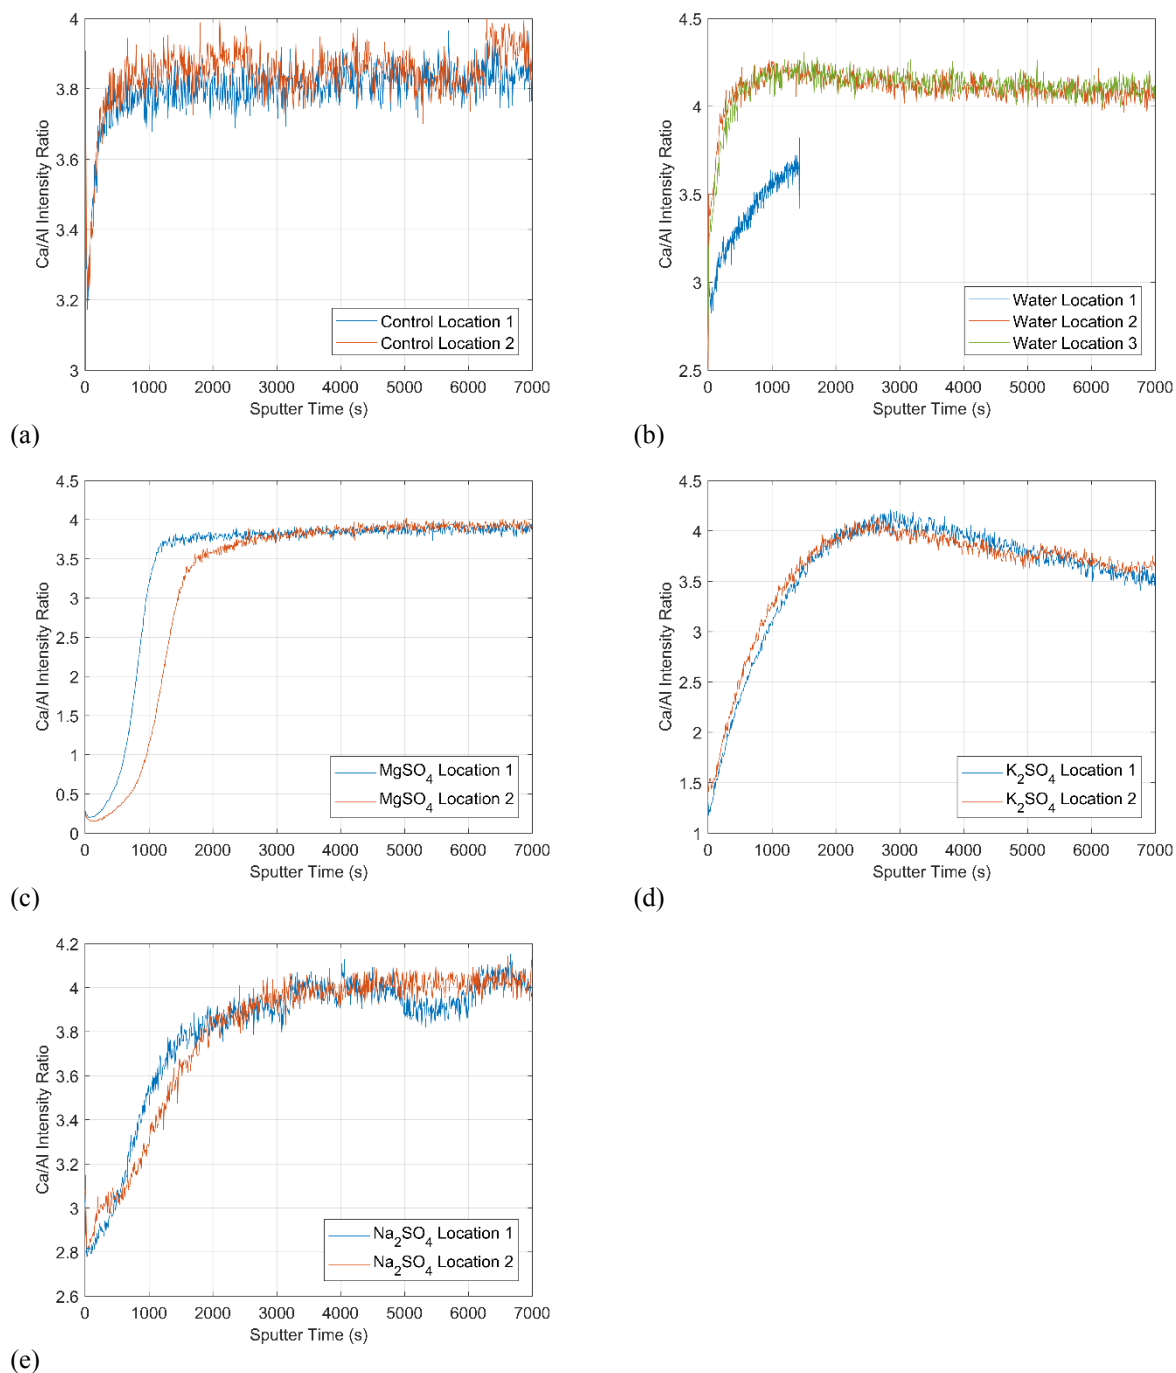 4
3.8
3.6
3.4
3.2
3
Ca/Al Intensity Ratio
Control Location 1
Control Location 2
0 1000 2000 3000 4000 5000 6000 7000
Sputter Time (s)
(a)
4.5
4
3.5
3
2.5
Ca/Al Intensity Ratio
Water Location 1
Water Location 2
Water Location 3
0 1000 2000 3000 4000 5000 6000 7000
Sputter Time (s)
(b)
4.5
4
3.5
3
2.5
2
1.5
1
0.5
0
Ca/Al Intensity Ratio
MgSO4 Location 1
MgSO4 Location 2
0 1000 2000 3000 4000 5000 6000 7000
Sputter Time (s)
(c)
4.5
4
3.5
3
2.5
2
1.5
1
Ca/Al Intensity Ratio
K2SO4 Location 1
K2SO4 Location 2
0 1000 2000 3000 4000 5000 6000 7000
Sputter Time (s)
(d)
4.2
4
3.8
3.6
3.4
3.2
3
2.8
2.6
Ca/Al Intensity Ratio
Na2SO4 Location 1
Na2SO4 Location 2
0 1000 2000 3000 4000 5000 6000 7000
Sputter Time (s)
(e)